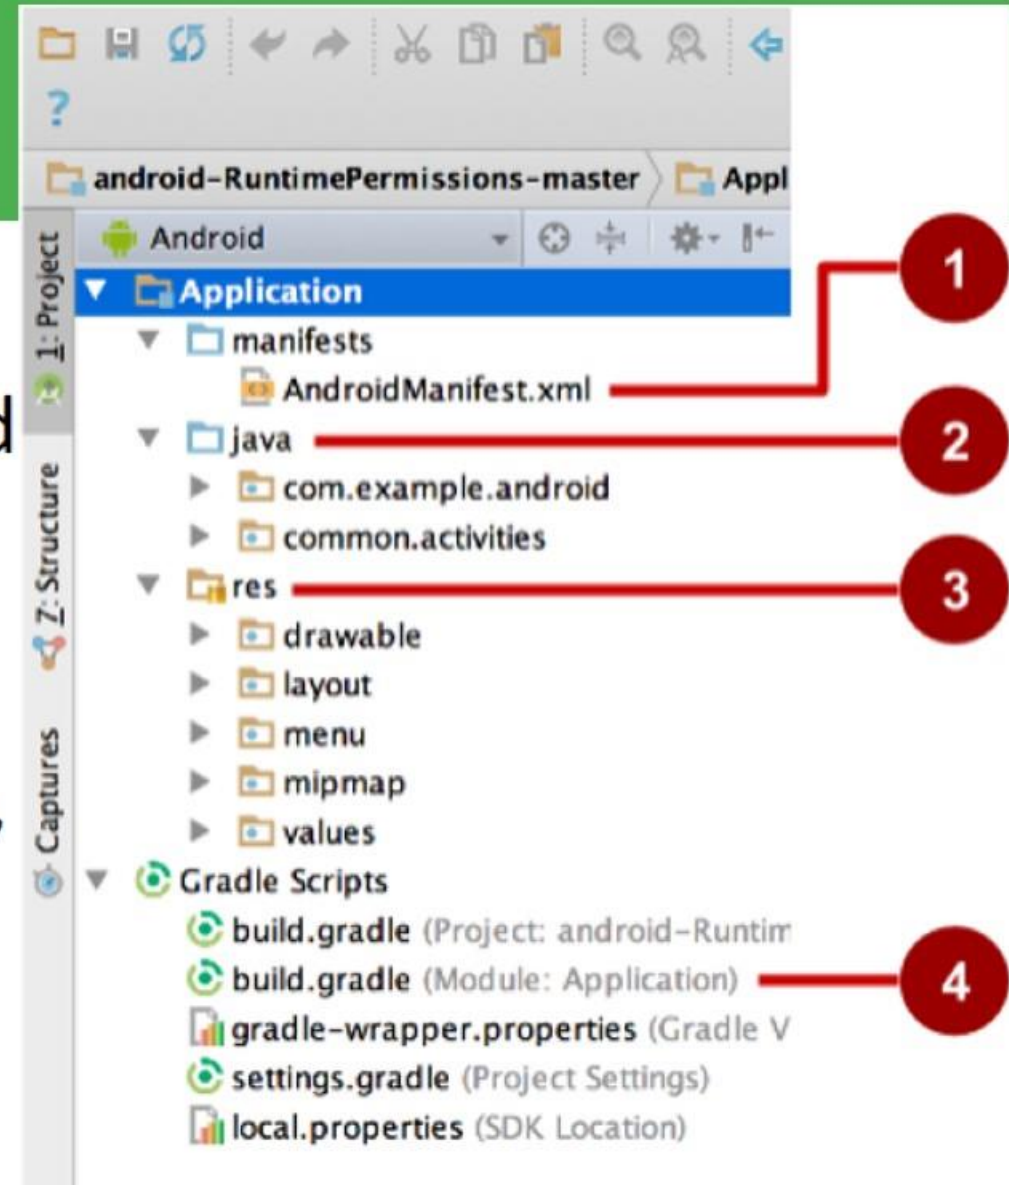 ?
android-RuntimePermissions-master Appl
Android
1: Project
Application
manifests
AndroidManifest.xml
java
com.example.android
common.activities
Z: Structure
res
drawable
layout
menu
mipmap
values
Captures
Gradle Scripts
build.gradle (Project: android-Runtim
build.gradle (Module: Application)
gradle-wrapper.properties (Gradle V
settings.gradle (Project Settings)
local.properties (SDK Location)
1
2
3
4
d
,